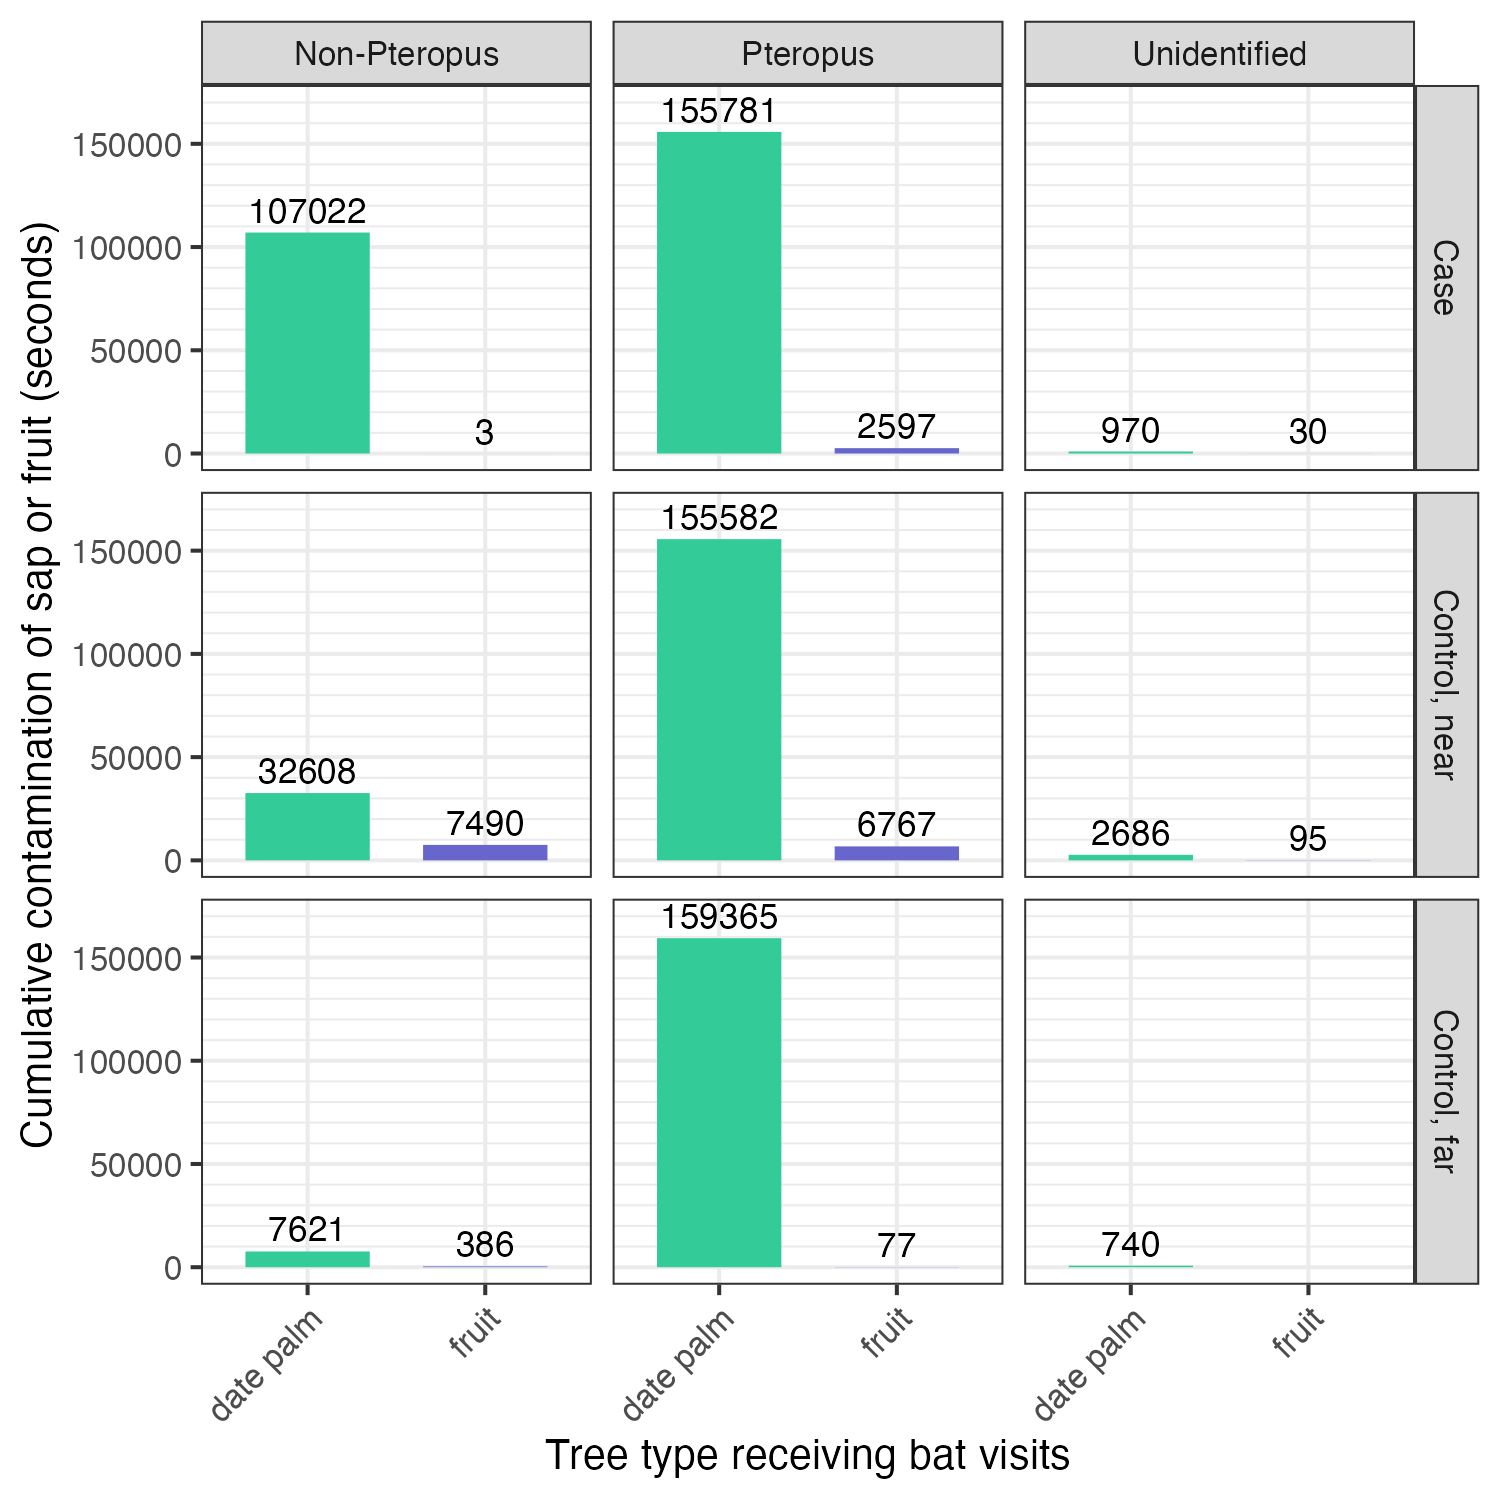 Non-Pteropus
Pteropus
Unidentified
Cumulative contamination of sap or fruit (seconds)
150000
100000
50000
0
107022
3
155781
2597
970
30
Case
150000
100000
50000
0
32608
7490
155582
6767
2686
95
Control, near
150000
100000
50000
0
7621
386
159365
77
740
Control, far
date palm
fruit
date palm
fruit
date palm
fruit
Tree type receiving bat visits